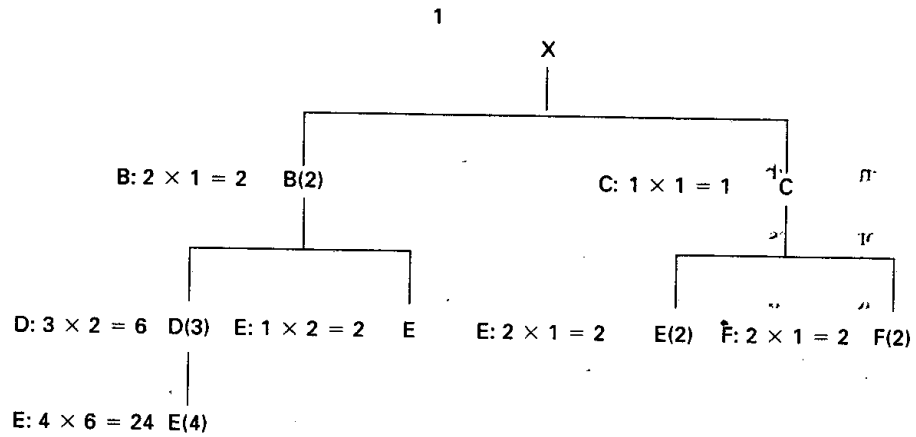 1
X
B: 2 × 1 = 2 B(2) C: 1 × 1 = 1 C
D: 3 × 2 = 6 D(3) E: 1 × 2 = 2 E E: 2 × 1 = 2 E(2) F: 2 × 1 = 2 F(2)
E: 4 × 6 = 24 E(4)